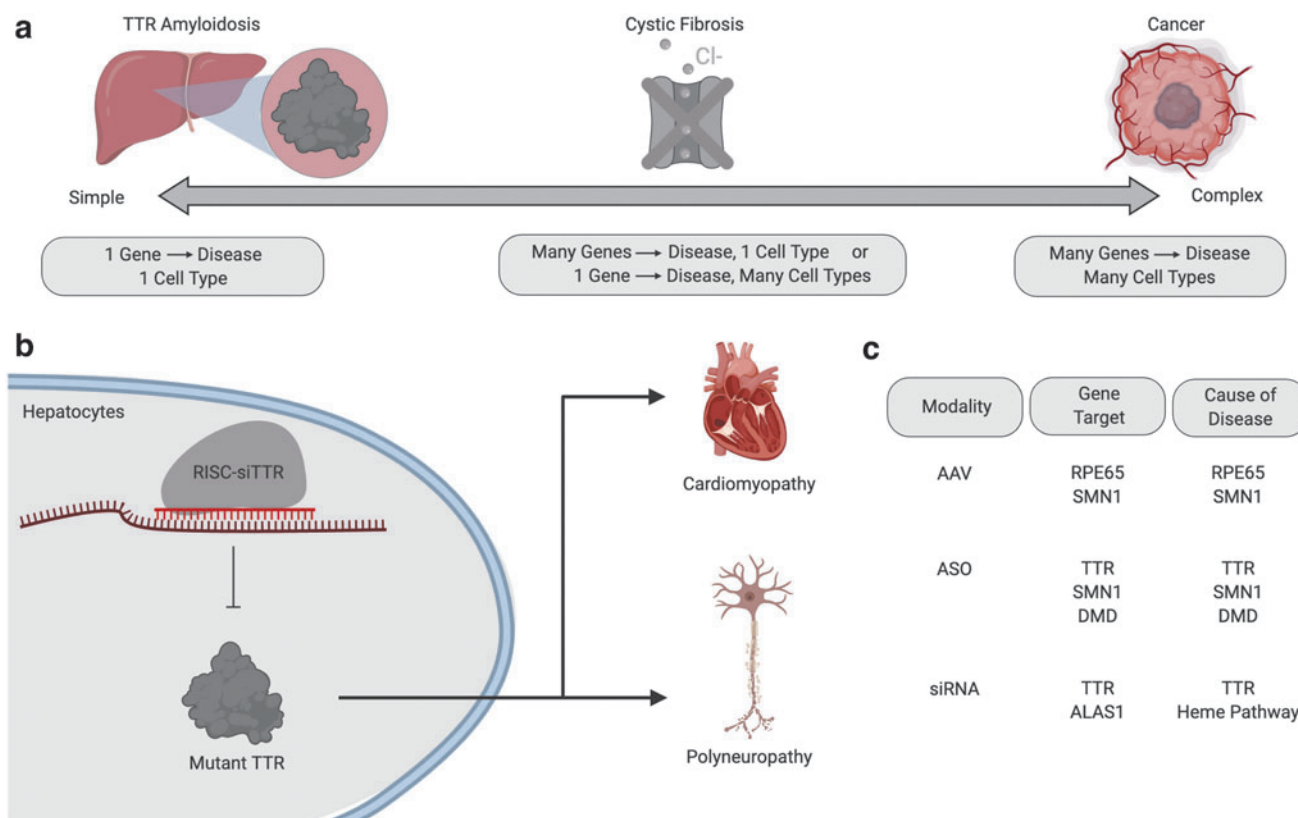 a
TTR Amyloidosis
Cystic Fibrosis
Cancer
Cl-
Simple
Complex
1 Gene → Disease
1 Cell Type
Many Genes → Disease, 1 Cell Type or
1 Gene → Disease, Many Cell Types
Many Genes → Disease
Many Cell Types
b
Hepatocytes
RISC-siTTR
Mutant TTR
Cardiomyopathy
Polyneuropathy
c
Modality
Gene
Target
Cause of
Disease
AAV
RPE65
SMN1
RPE65
SMN1
ASO
TTR
SMN1
DMD
TTR
SMN1
DMD
siRNA
TTR
ALAS1
TTR
Heme Pathway